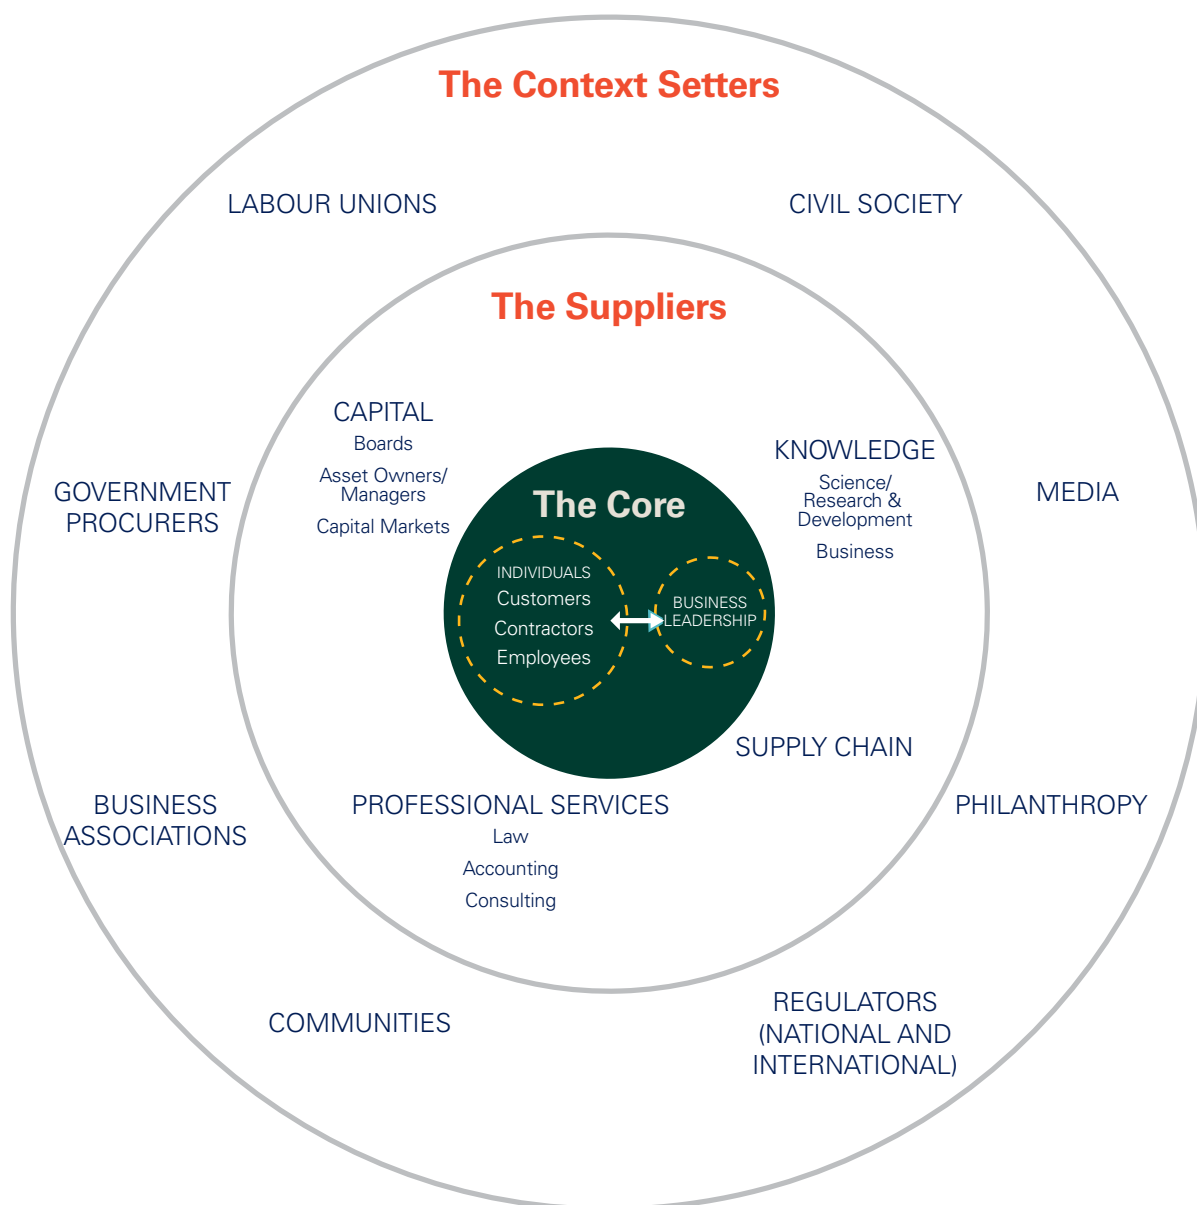 The Context Setters
LABOUR UNIONS
CIVIL SOCIETY
The Suppliers
CAPITAL
Boards
Asset Owners/
Managers
Capital Markets
KNOWLEDGE
Science/
Research &
Development
Business
GOVERNMENT
PROCURERS
MEDIA
The Core
INDIVIDUALS
Customers
Contractors
Employees
BUSINESS
LEADERSHIP
SUPPLY CHAIN
BUSINESS
ASSOCIATIONS
PROFESSIONAL SERVICES
Law
Accounting
Consulting
PHILANTHROPY
COMMUNITIES
REGULATORS
(NATIONAL AND
INTERNATIONAL)